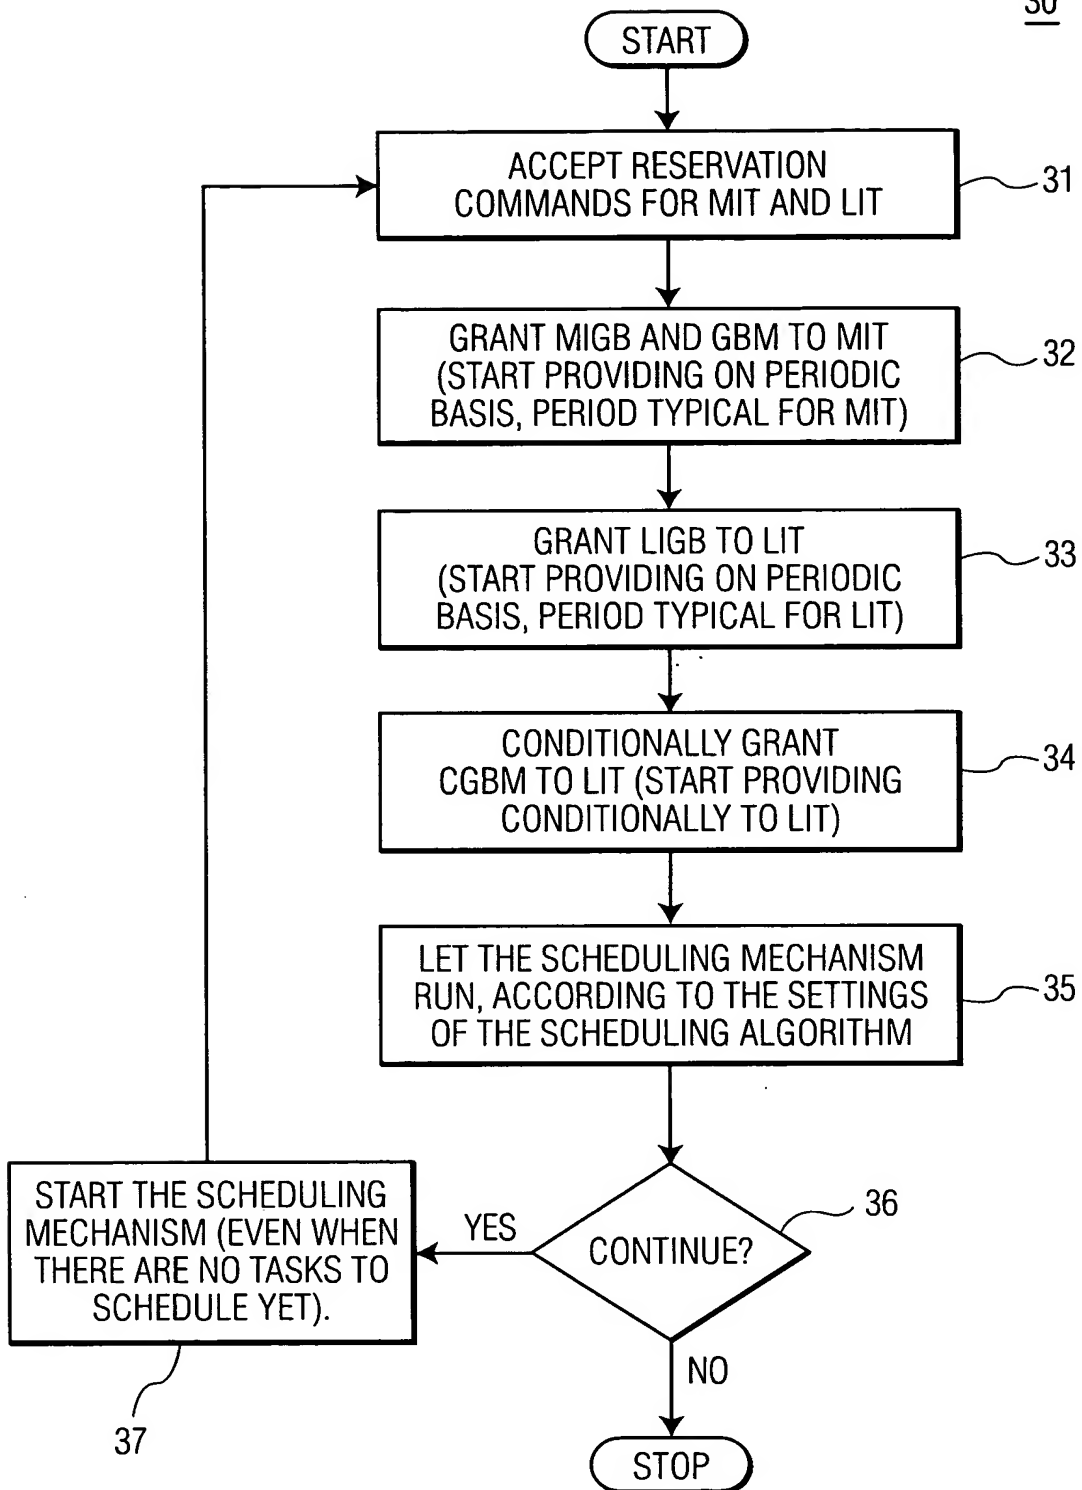 30
START
ACCEPT RESERVATION
COMMANDS FOR MIT AND LIT
31
GRANT MIGB AND GBM TO MIT
(START PROVIDING ON PERIODIC
BASIS, PERIOD TYPICAL FOR MIT)
32
GRANT LIGB TO LIT
(START PROVIDING ON PERIODIC
BASIS, PERIOD TYPICAL FOR LIT)
33
CONDITIONALLY GRANT
CGBM TO LIT (START PROVIDING
CONDITIONALLY TO LIT)
34
LET THE SCHEDULING MECHANISM
RUN, ACCORDING TO THE SETTINGS
OF THE SCHEDULING ALGORITHM
35
CONTINUE?
36
YES
START THE SCHEDULING
MECHANISM (EVEN WHEN
THERE ARE NO TASKS TO
SCHEDULE YET).
37
NO
STOP